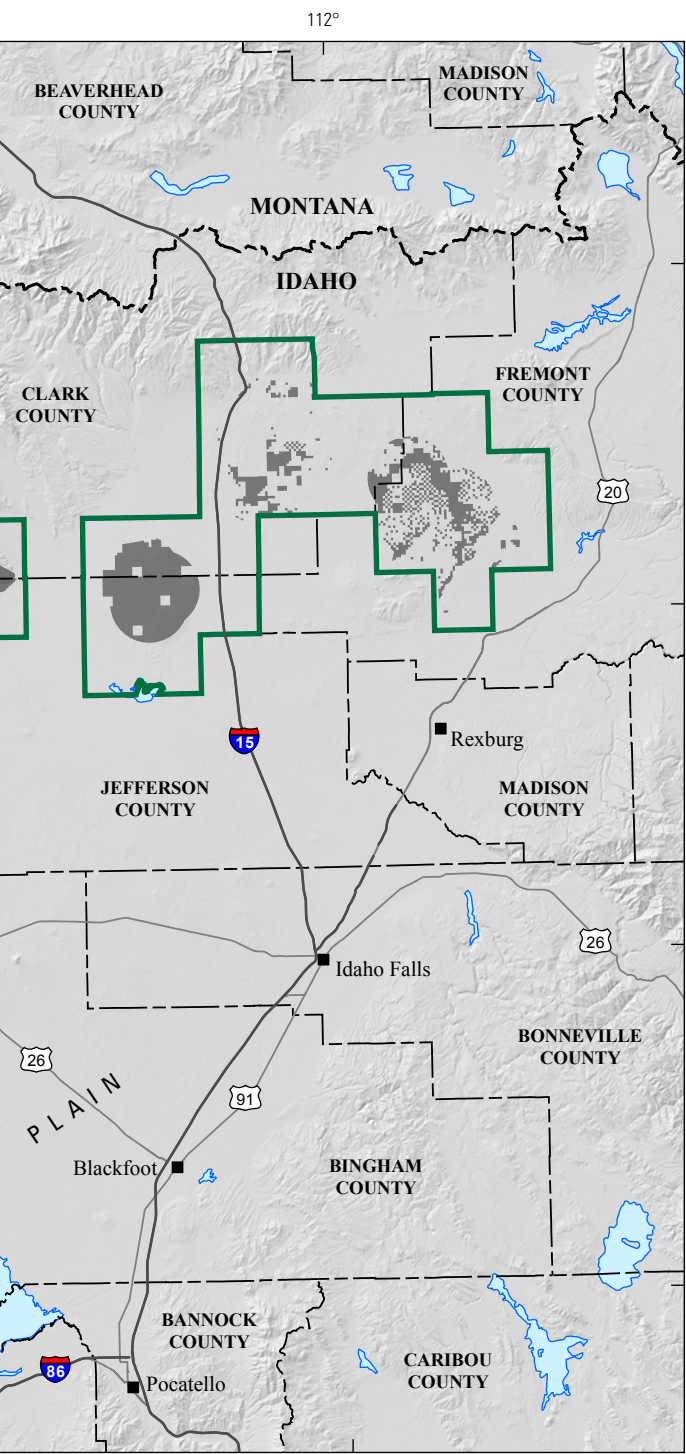 112°
BEAVERHEAD
COUNTY
MADISON
COUNTY
MONTANA
IDAHO
CLARK
COUNTY
FREMONT
COUNTY
20
15
Rexburg
JEFFERSON
COUNTY
MADISON
COUNTY
26
Idaho Falls
BONNEVILLE
COUNTY
26
PLAIN
91
Blackfoot
BINGHAM
COUNTY
BANNOCK
COUNTY
CARIBOU
COUNTY
86
Pocatello